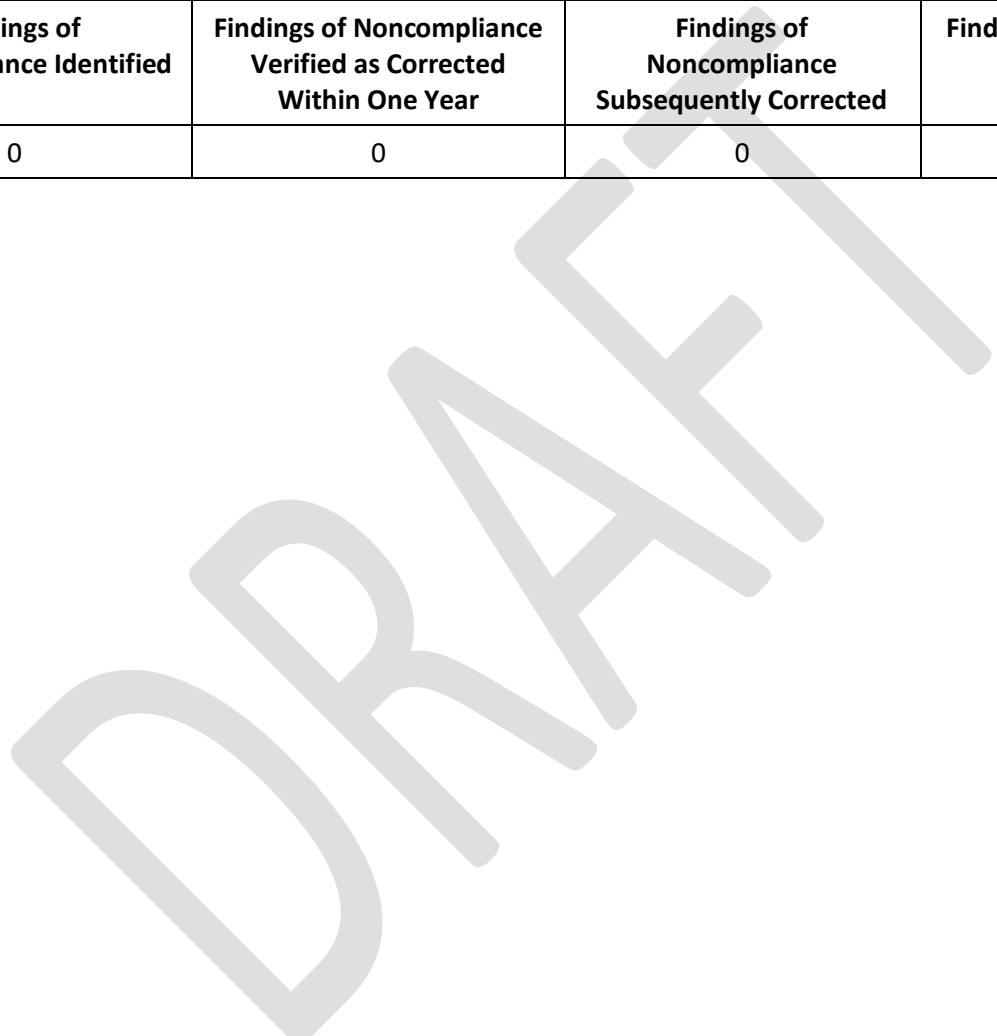 ings of
ance Identified
Findings of Noncompliance
Verified as Corrected
Within One Year
Findings of
Noncompliance
Subsequently Corrected
Find
0
0
0
DRAFT